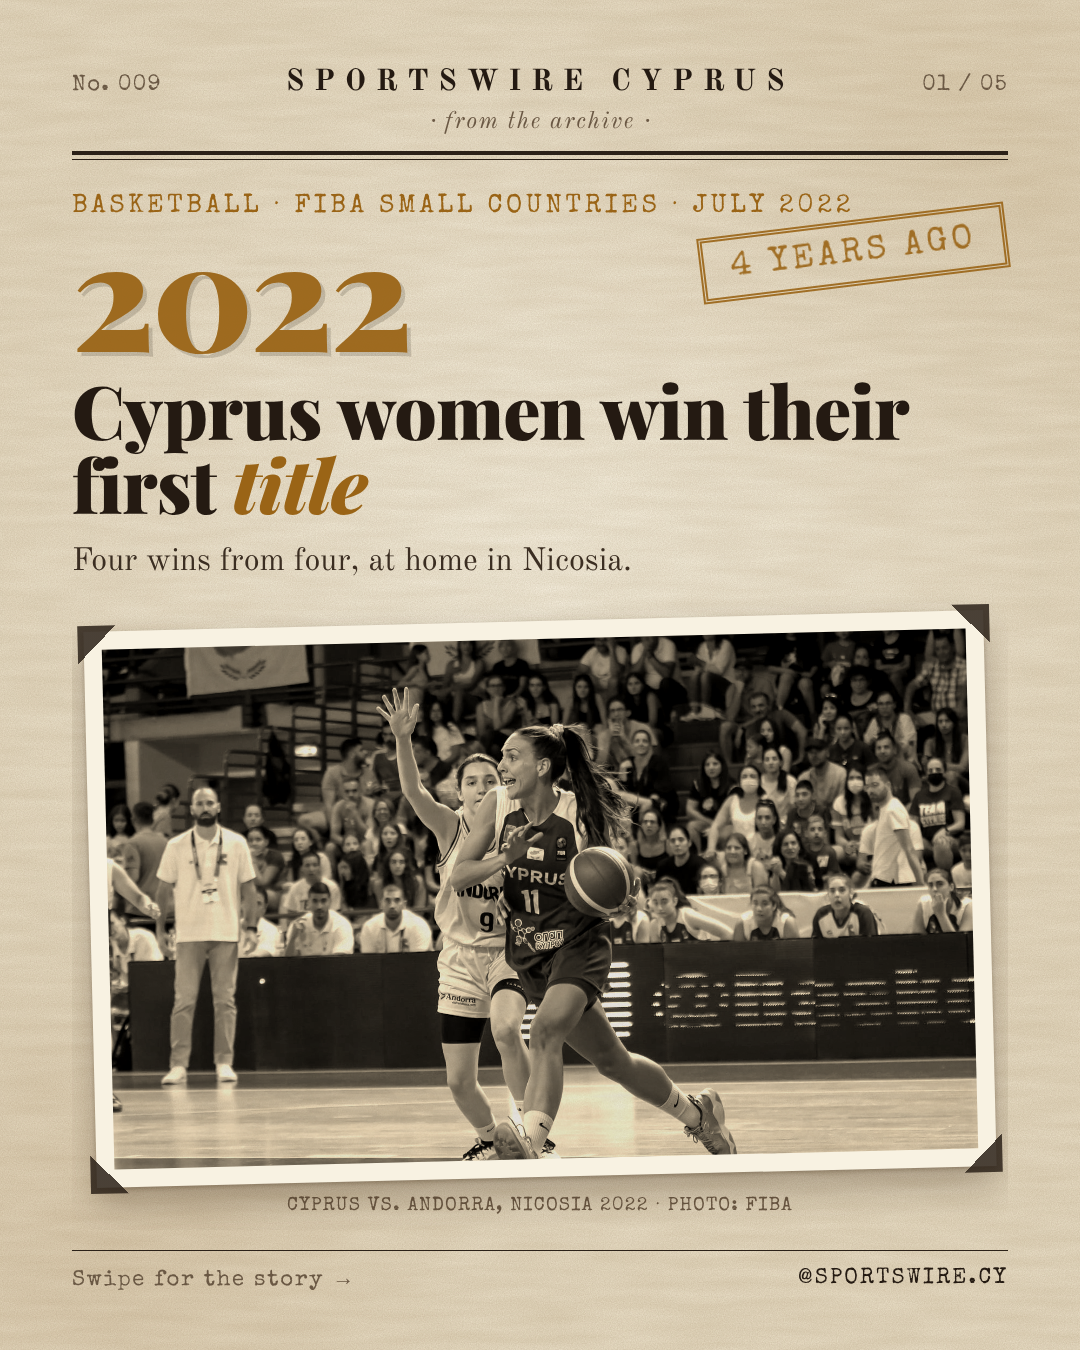 No. 009
SPORTSWIRE CYPRUS
01 / 05
· from the archive ·
BASKETBALL · FIBA SMALL COUNTRIES · JULY 2022
4 YEARS AGO
2022
Cyprus women win their
first title
Four wins from four, at home in Nicosia.
CYPRUS
11
9
Andorra
TEAM
CYPRUS VS. ANDORRA, NICOSIA 2022 · PHOTO: FIBA
Swipe for the story →
@SPORTSWIRE.CY